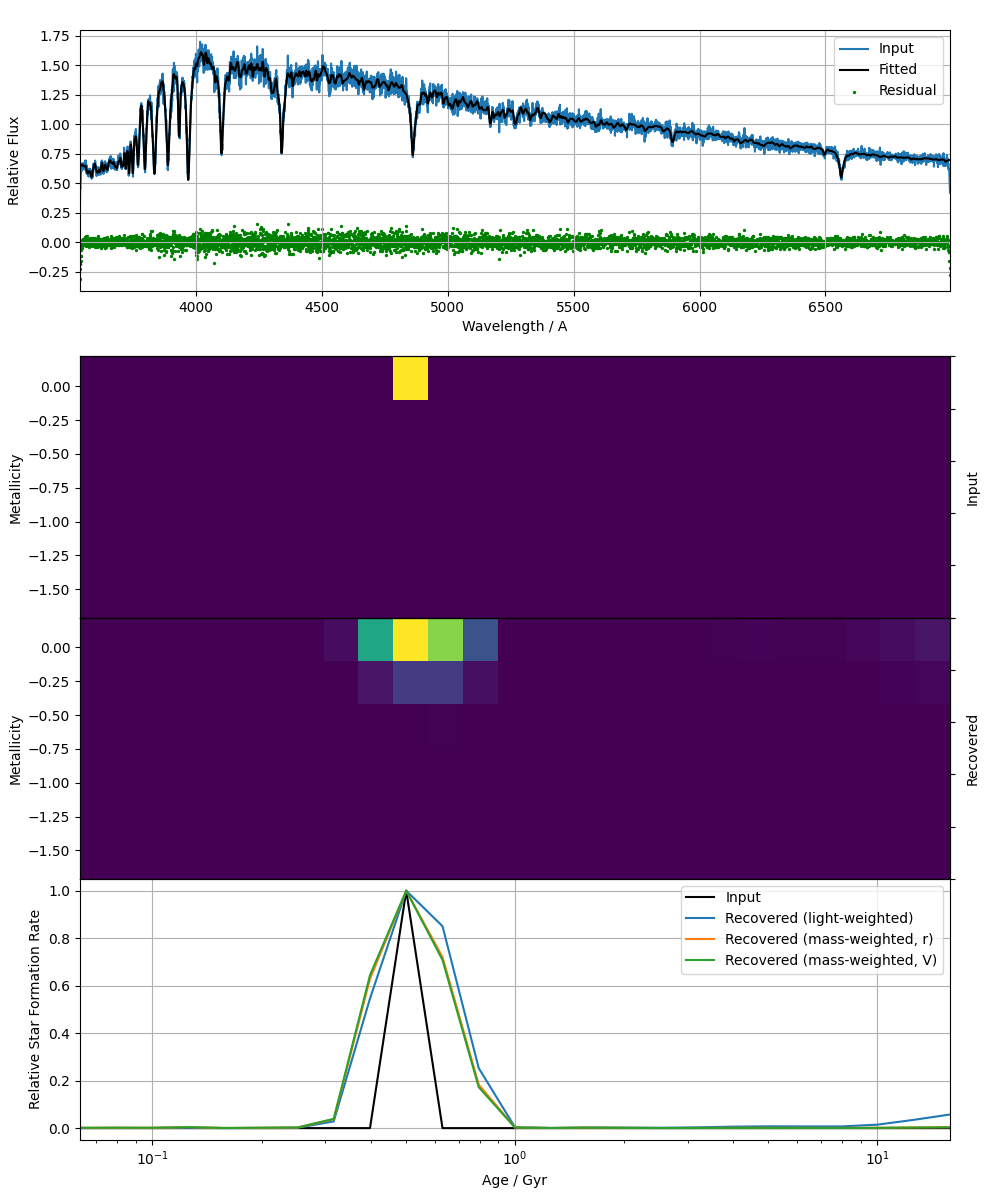 1.75
1.50
1.25
1.00
0.75
0.50
0.25
0.00
−0.25
Relative Flux
Input
Fitted
Residual
4000
4500
5000
5500
6000
6500
Wavelength / A
0.00
−0.25
−0.50
−0.75
−1.00
−1.25
−1.50
Metallicity
Input
0.00
−0.25
−0.50
−0.75
−1.00
−1.25
−1.50
Metallicity
Recovered
1.0
0.8
0.6
0.4
0.2
0.0
Relative Star Formation Rate
Input
Recovered (light-weighted)
Recovered (mass-weighted, r)
Recovered (mass-weighted, V)
10⁻¹
10⁰
10¹
Age / Gyr